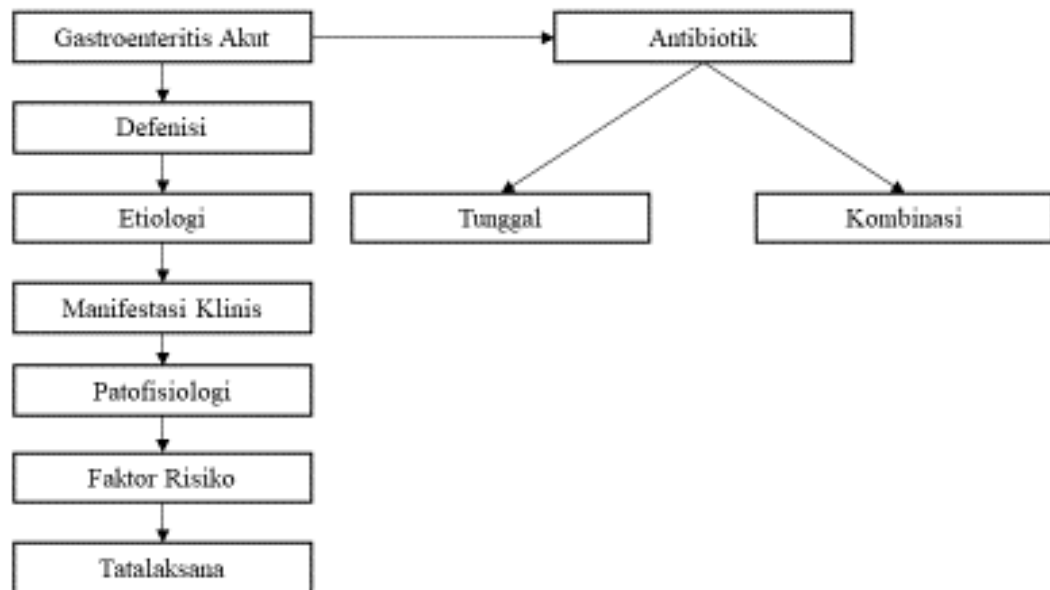 Gastroenteritis Akut
Antibiotik
Defenisi
Etiologi
Tunggal
Kombinasi
Manifestasi Klinis
Patofisiologi
Faktor Risiko
Tatalaksana